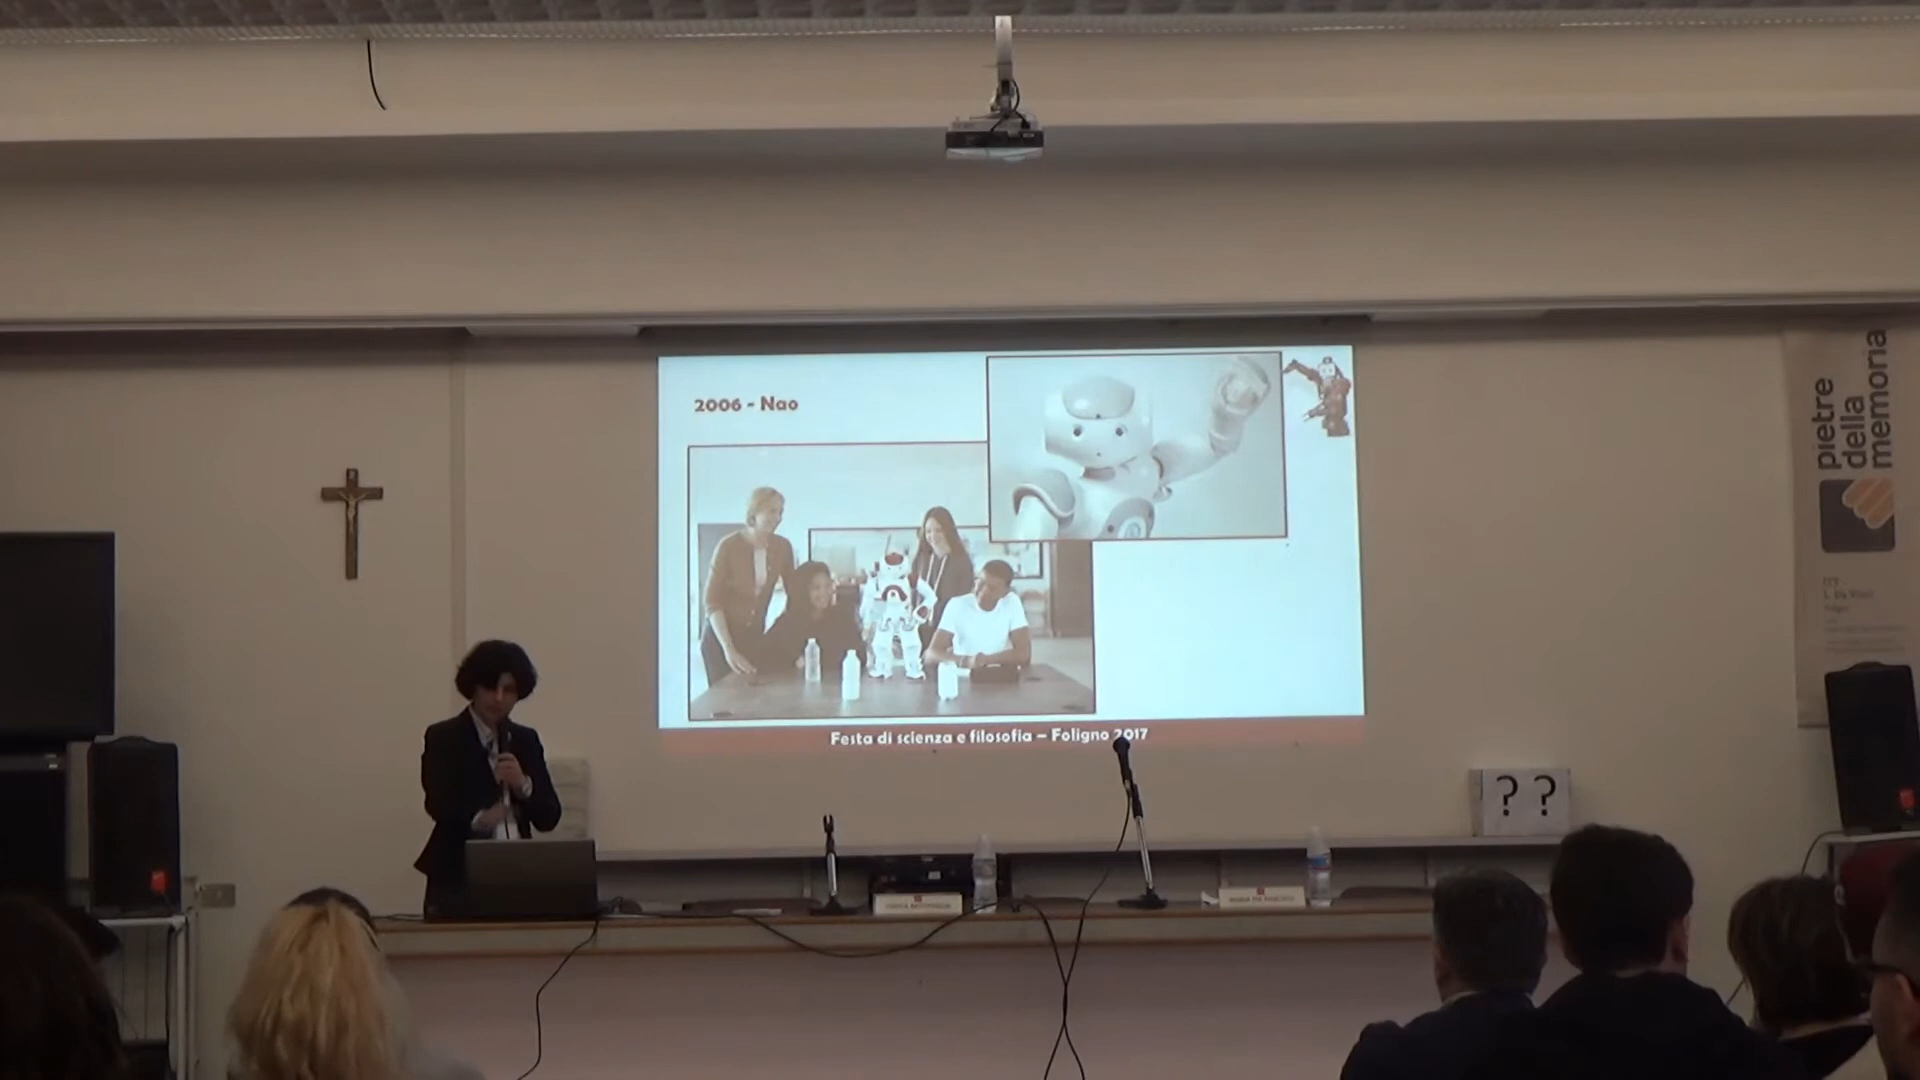 2006 - Nao
pietre
della
memoria
Festa di scienza e filosofia – Foligno 2017
? ?